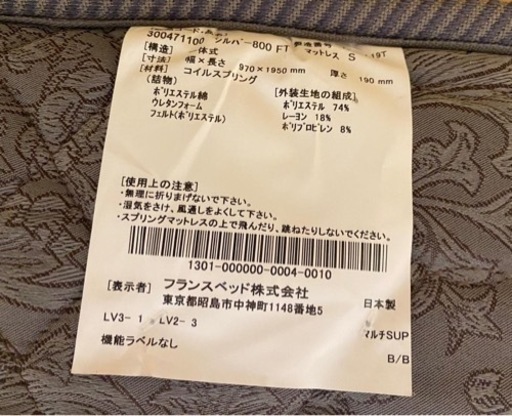 300471100 シルバー800 FT マットレス S 19T
[構造] 一体式
[寸法] 幅×長さ 970×1950mm 厚さ 190mm
[材料] コイルスプリング
(詰物) [外装生地の組成]
ポリエステル綿 ポリエステル 74%
ウレタンフォーム レーヨン 18%
フェルト(ポリエステル) ポリプロピレン 8%
[使用上の注意]
・無理に折りまげないで下さい。
・湿気をさけ、風通しをよくして下さい。
・スプリングマットレスの上で飛んだり、跳ねたりしないでください。
1301-000000-0004-0010
[表示者] フランスベッド株式会社 日本製
東京都昭島市中神町1148番地5
LV3- 1 LV2- 3 マルチSUP
機能ラベルなし B/B